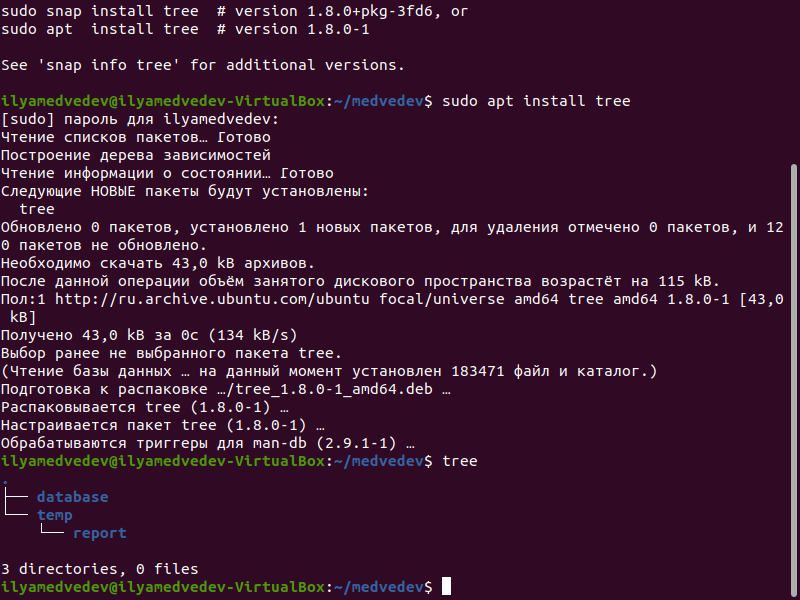 sudo snap install tree  # version 1.8.0+pkg-3fd6, or
sudo apt  install tree  # version 1.8.0-1
See 'snap info tree' for additional versions.
ilyamedvedev@ilyamedvedev-VirtualBox:~/medvedev$ sudo apt install tree
[sudo] пароль для ilyamedvedev:
Чтение списков пакетов… Готово
Построение дерева зависимостей
Чтение информации о состоянии… Готово
Следующие НОВЫЕ пакеты будут установлены:
  tree
Обновлено 0 пакетов, установлено 1 новых пакетов, для удаления отмечено 0 пакетов, и 12
0 пакетов не обновлено.
Необходимо скачать 43,0 kB архивов.
После данной операции объём занятого дискового пространства возрастёт на 115 kB.
Пол:1 http://ru.archive.ubuntu.com/ubuntu focal/universe amd64 tree amd64 1.8.0-1 [43,0
 kB]
Получено 43,0 kB за 0с (134 kB/s)
Выбор ранее не выбранного пакета tree.
(Чтение базы данных … на данный момент установлен 183471 файл и каталог.)
Подготовка к распаковке …/tree_1.8.0-1_amd64.deb …
Распаковывается tree (1.8.0-1) …
Настраивается пакет tree (1.8.0-1) …
Обрабатываются триггеры для man-db (2.9.1-1) …
ilyamedvedev@ilyamedvedev-VirtualBox:~/medvedev$ tree
.
├── database
└── temp
    └── report
3 directories, 0 files
ilyamedvedev@ilyamedvedev-VirtualBox:~/medvedev$